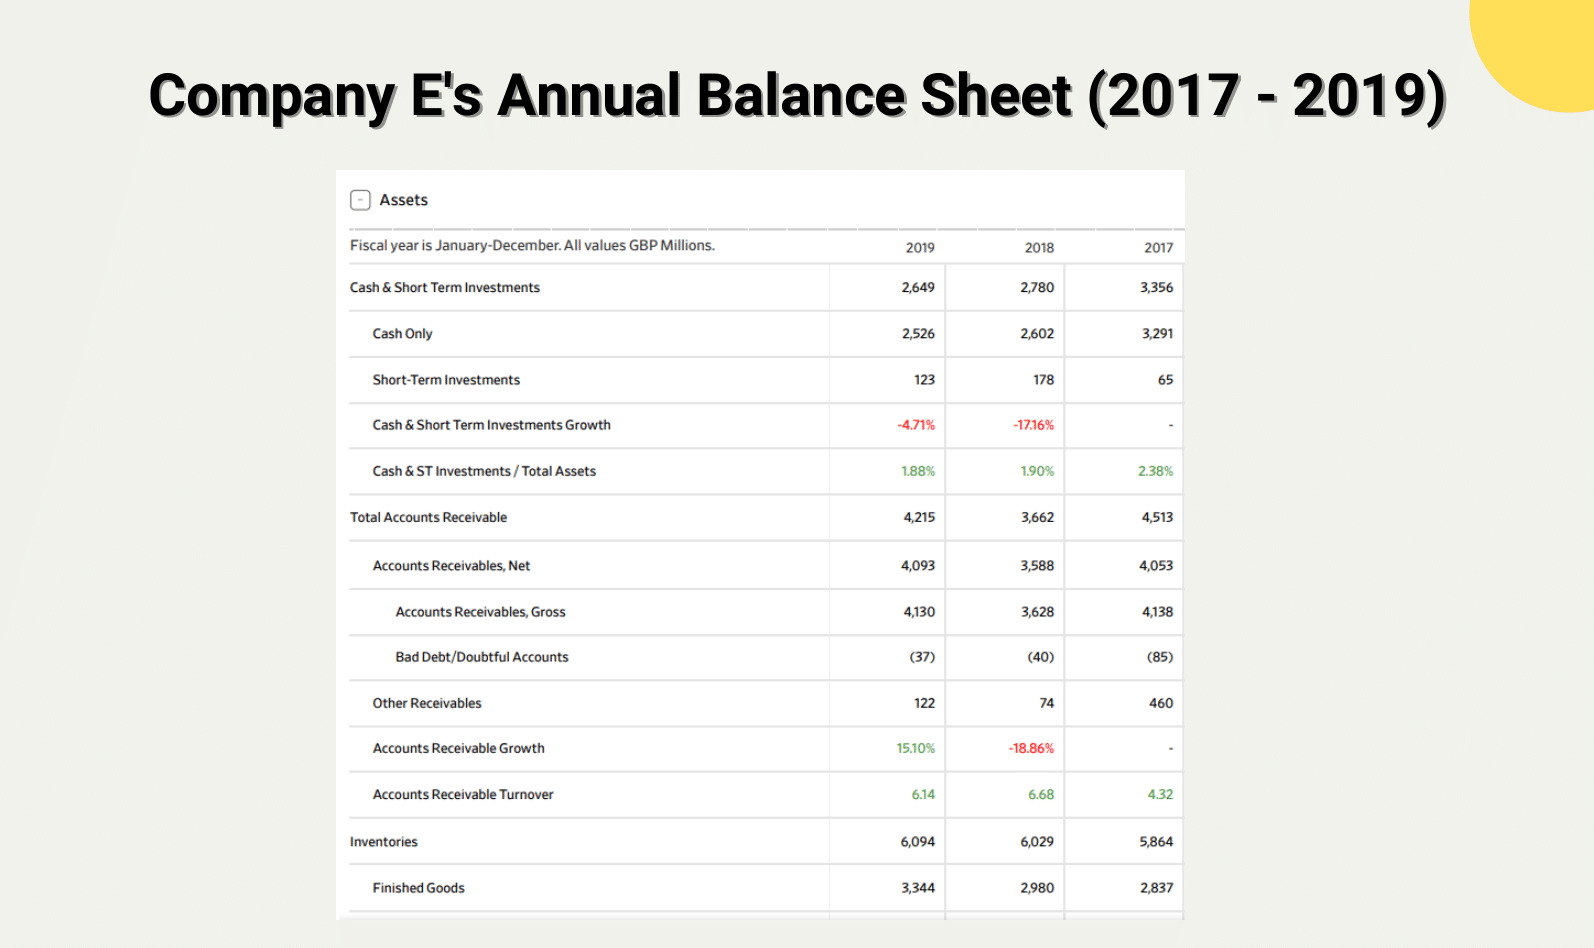 Company E's Annual Balance Sheet (2017 - 2019)
- Assets
Fiscal year is January-December. All values GBP Millions. 2019 2018 2017
Cash & Short Term Investments 2,649 2,780 3,356
Cash Only 2,526 2,602 3,291
Short-Term Investments 123 178 65
Cash & Short Term Investments Growth -4.71% -17.16% -
Cash & ST Investments / Total Assets 1.88% 1.90% 2.38%
Total Accounts Receivable 4,215 3,662 4,513
Accounts Receivables, Net 4,093 3,588 4,053
Accounts Receivables, Gross 4,130 3,628 4,138
Bad Debt/Doubtful Accounts (37) (40) (85)
Other Receivables 122 74 460
Accounts Receivable Growth 15.10% -18.86% -
Accounts Receivable Turnover 6.14 6.68 4.32
Inventories 6,094 6,029 5,864
Finished Goods 3,344 2,980 2,837